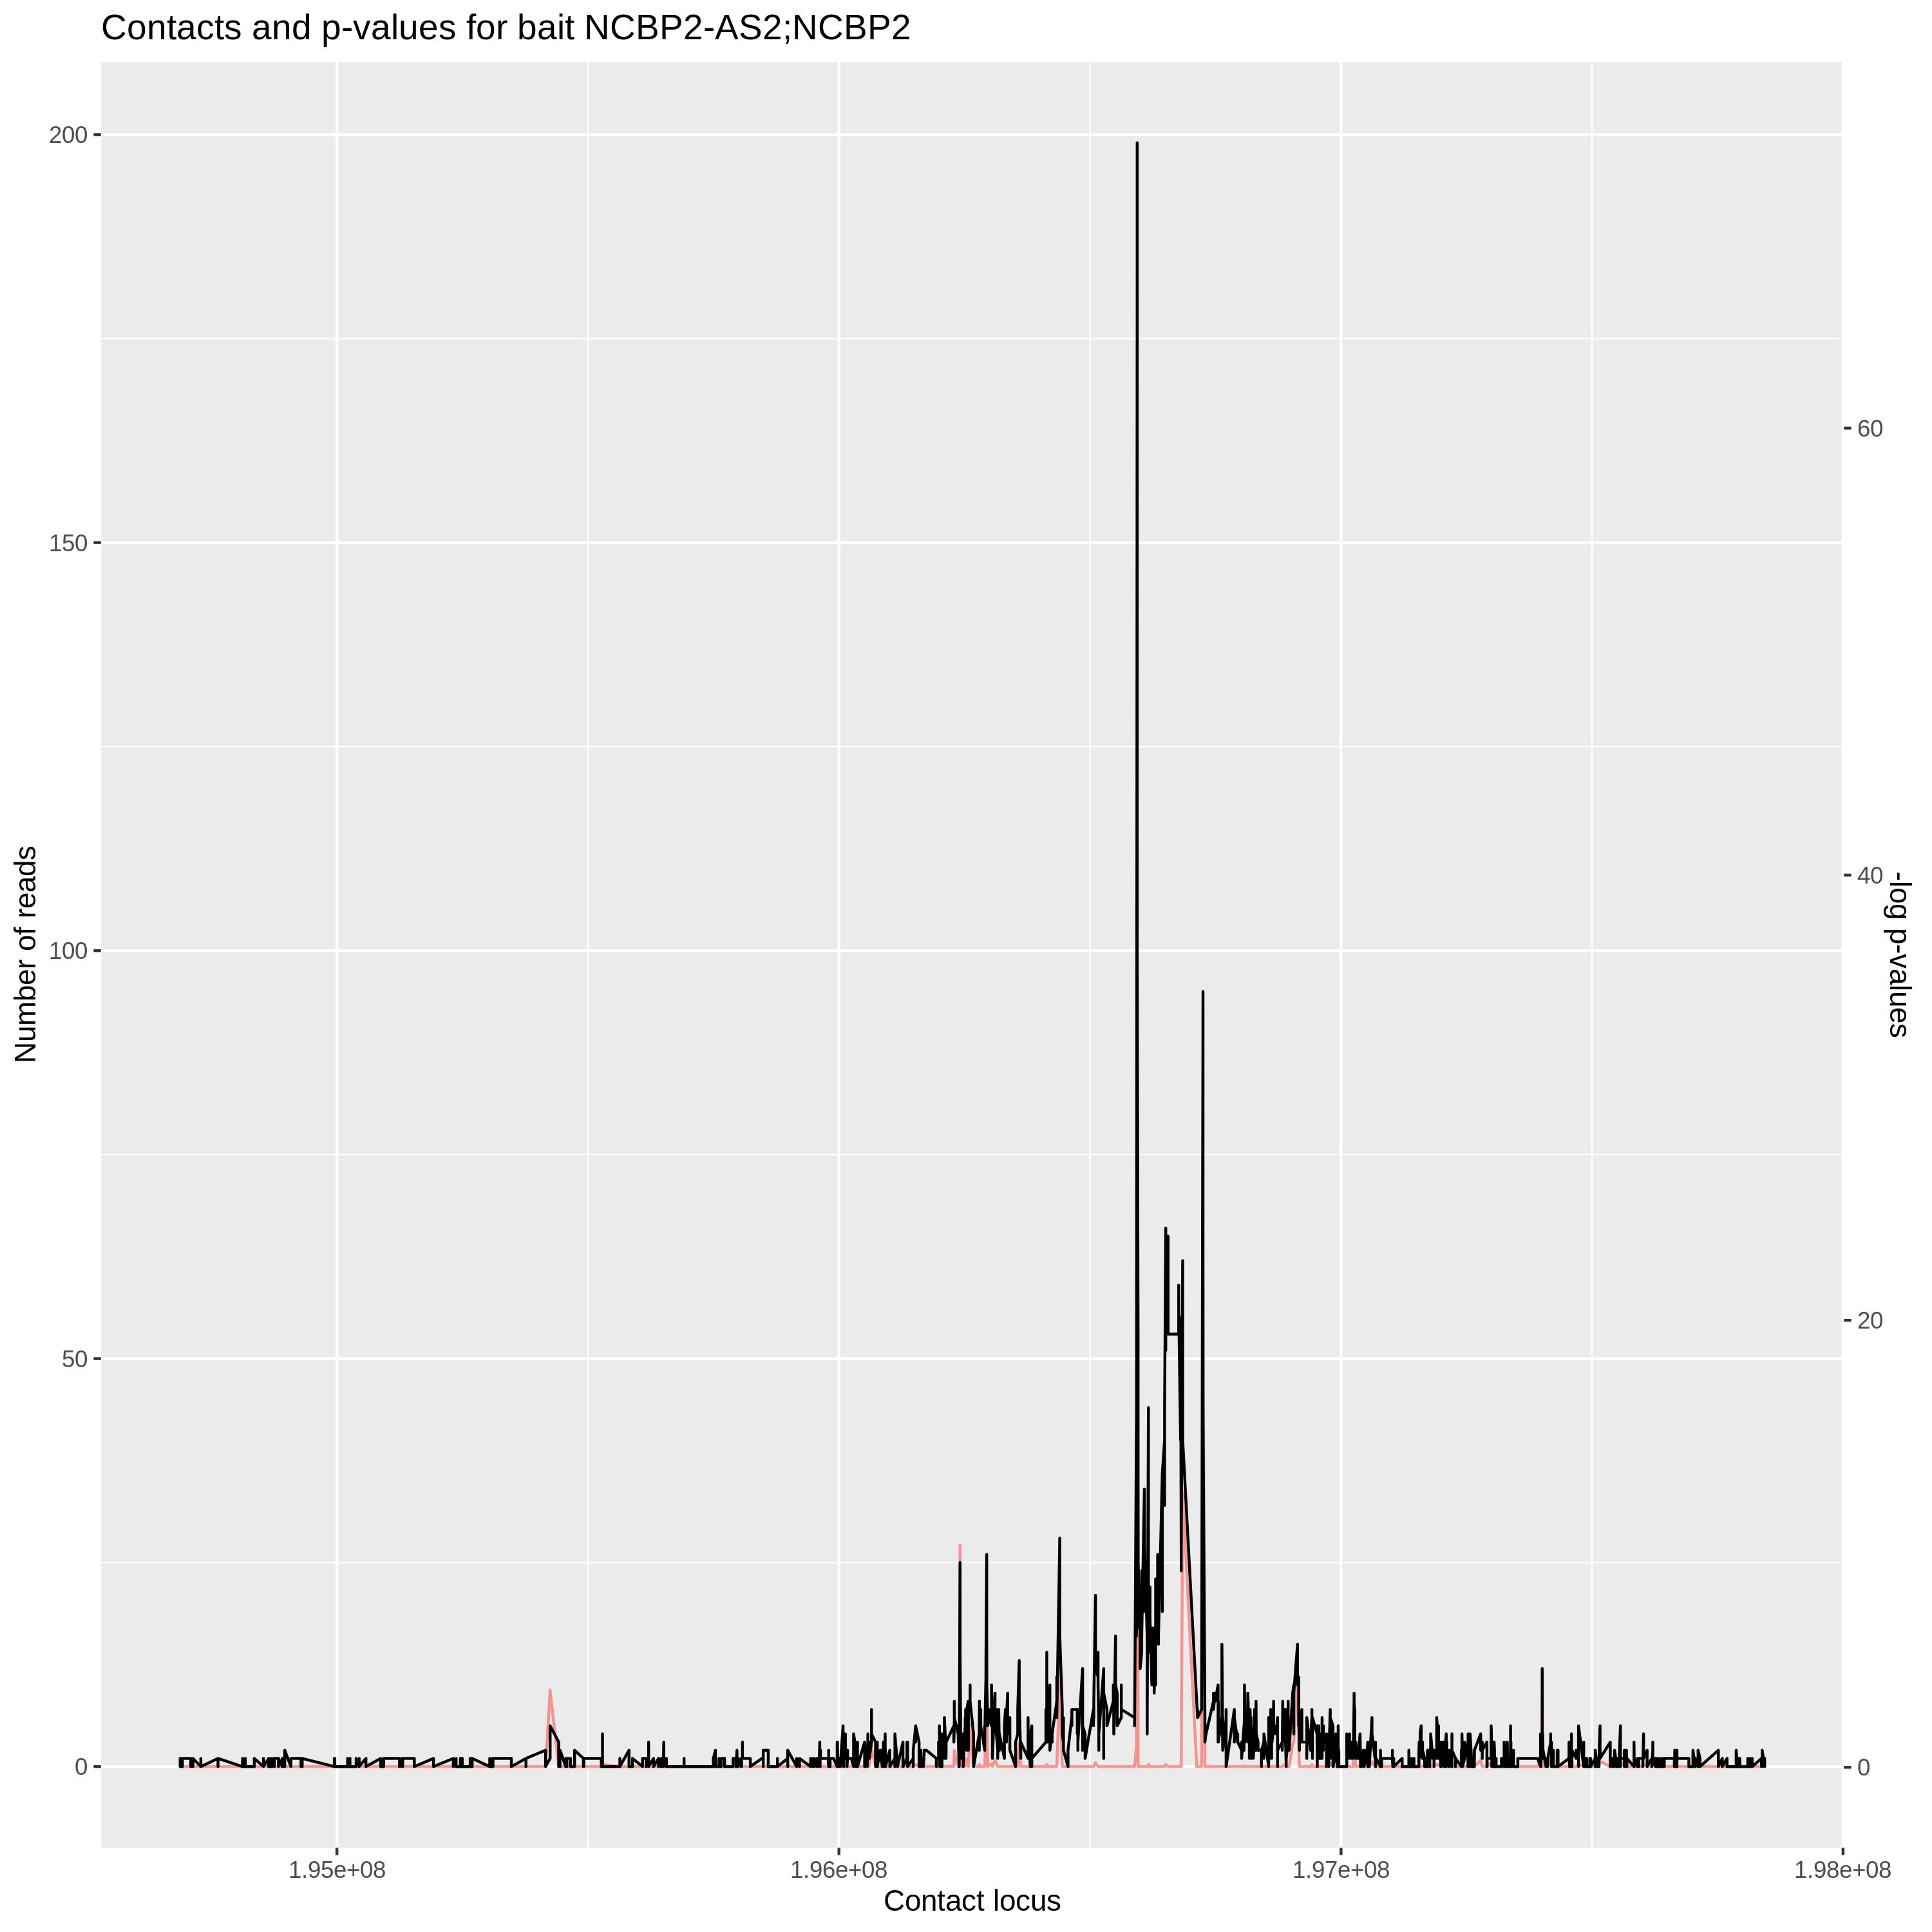 Contacts and p-values for bait NCBP2-AS2;NCBP2
200
150
100
50
0
Number of reads
60
40
20
0
-log p-values
1.95e+08
1.96e+08
1.97e+08
1.98e+08
Contact locus